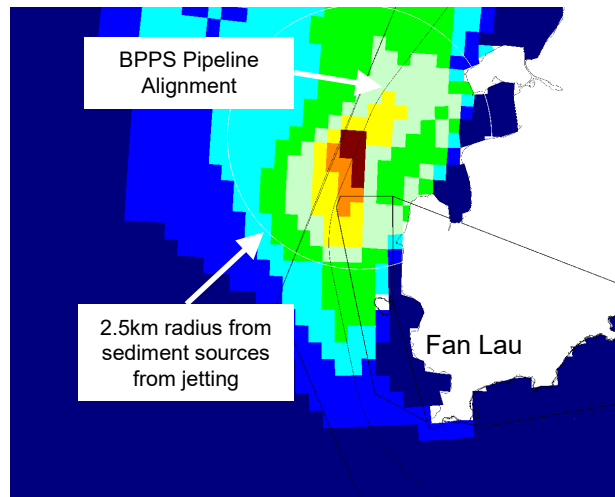 BPPS Pipeline
Alignment
2.5km radius from
sediment sources
from jetting
Fan Lau